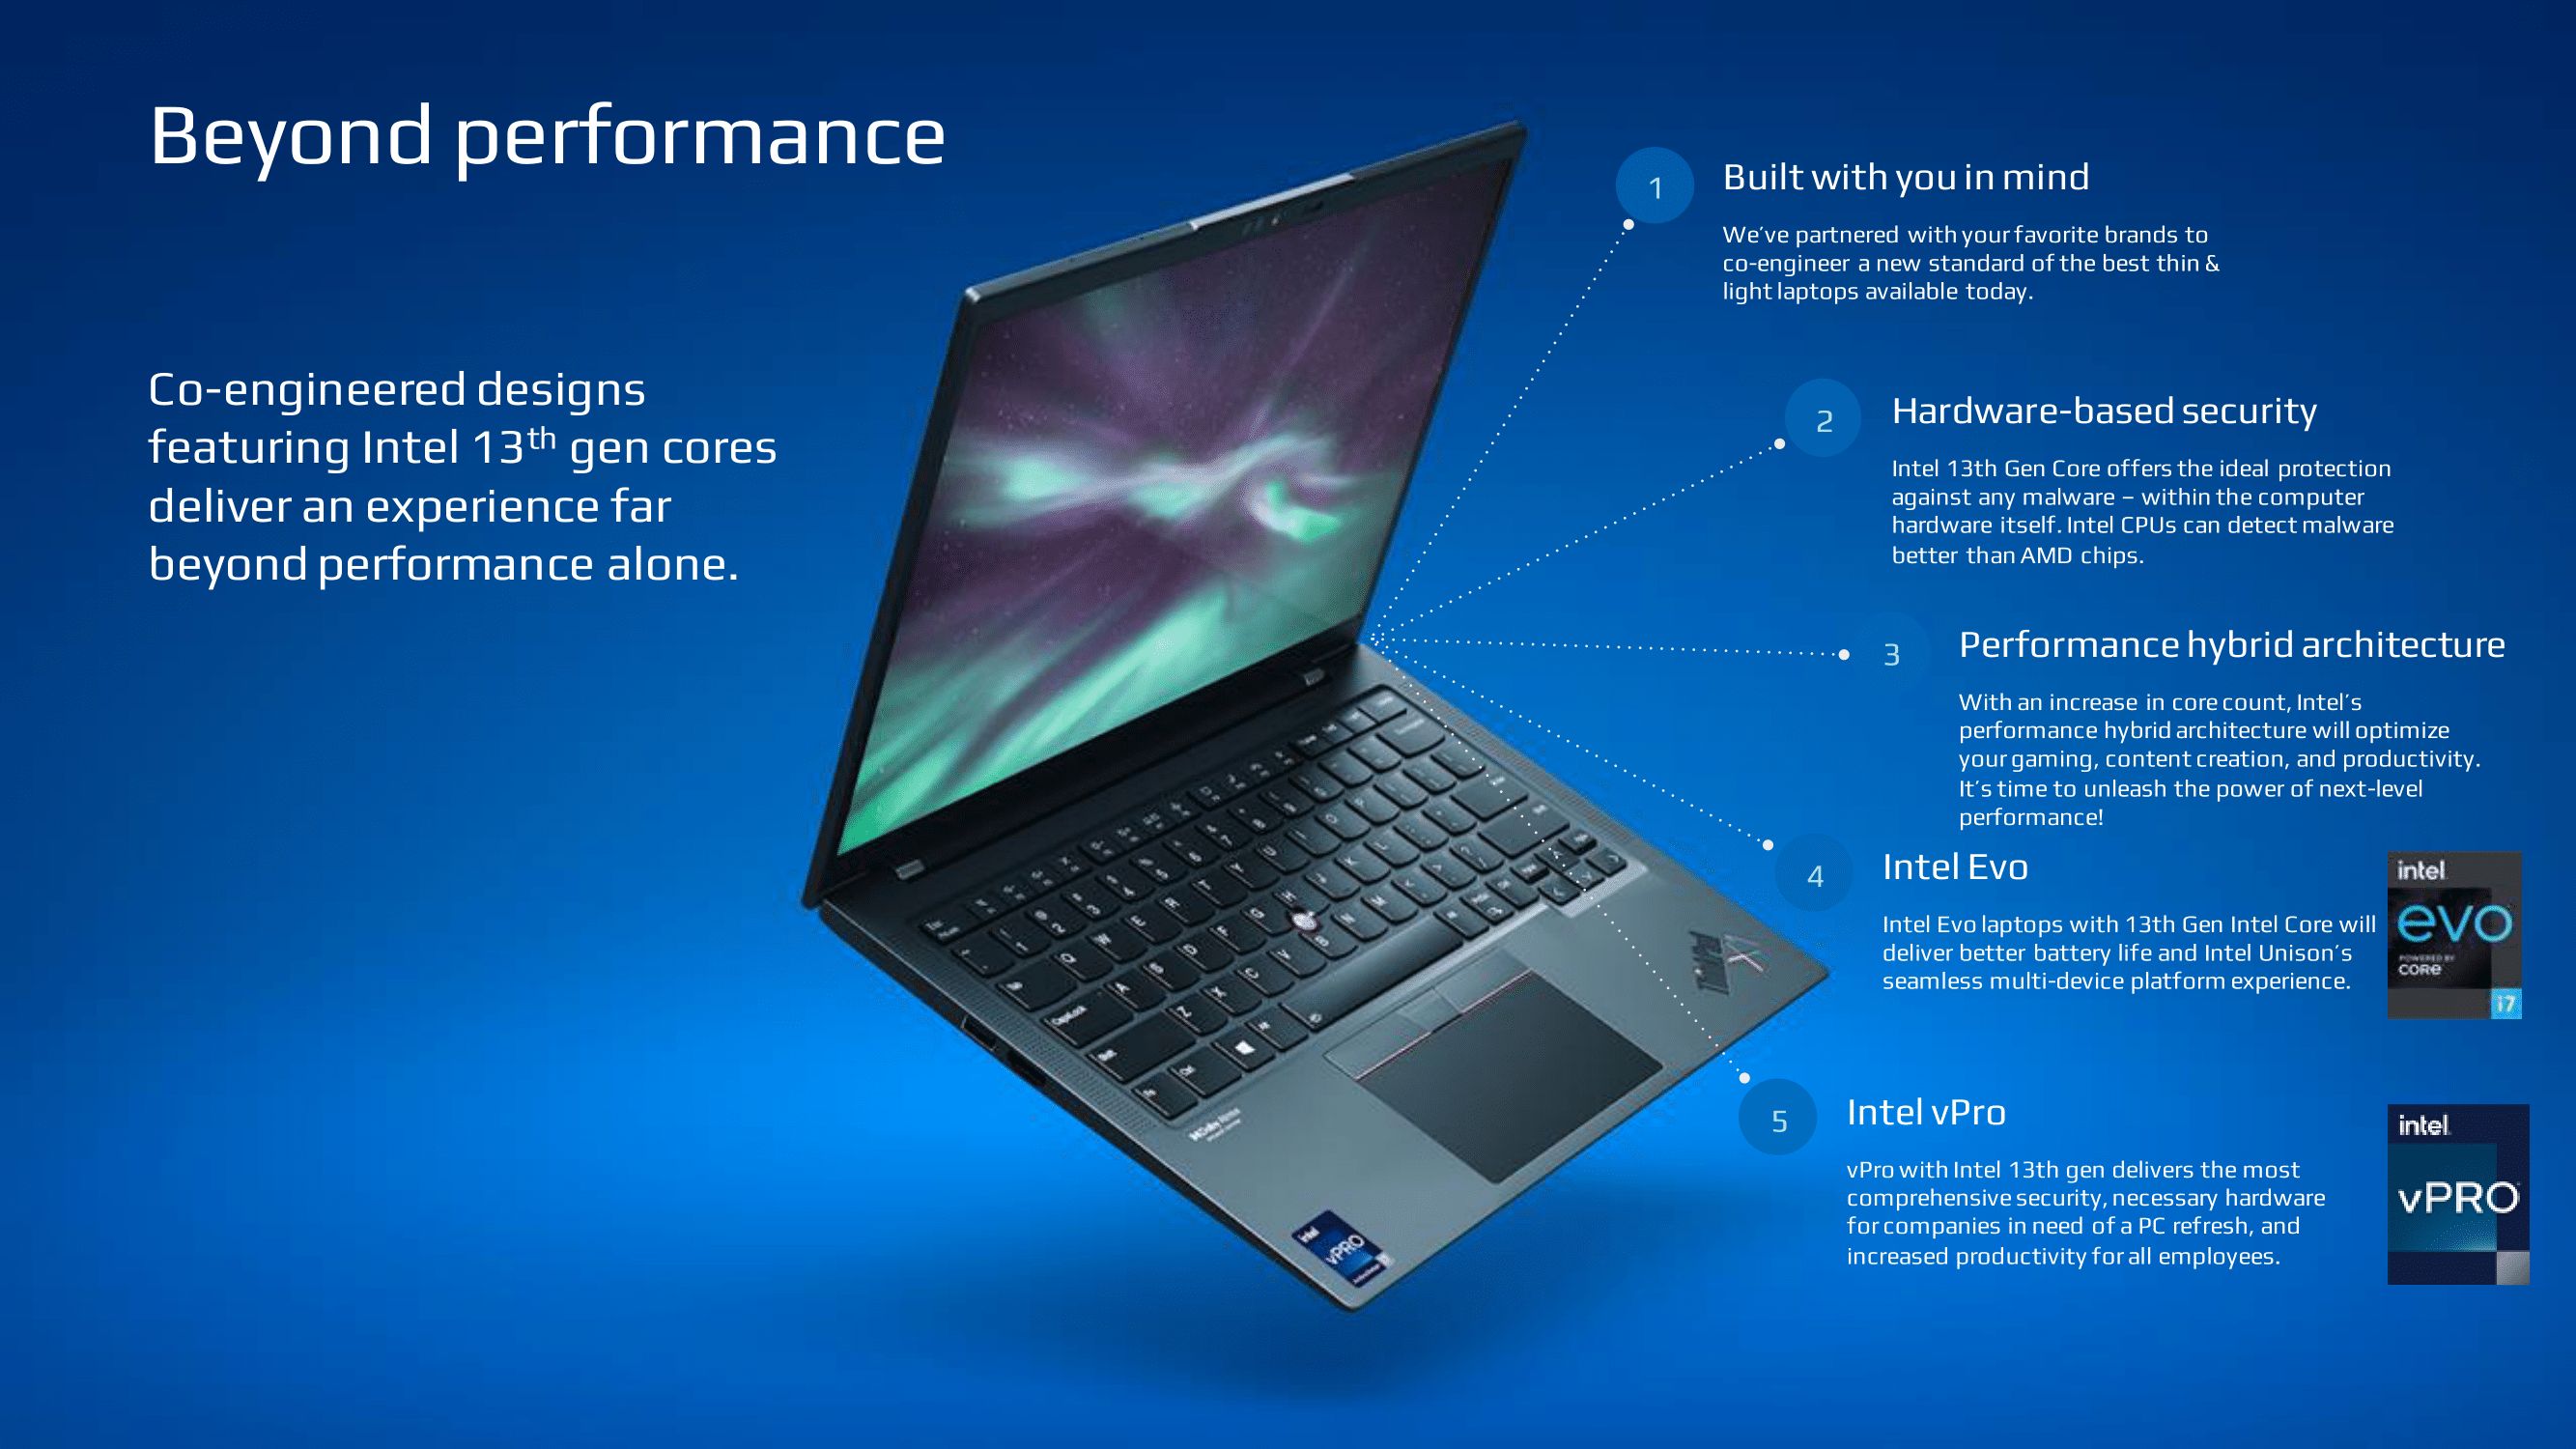 Beyond performance
Co-engineered designs
featuring Intel 13th gen cores
deliver an experience far
beyond performance alone.
1
Built with you in mind
We've partnered with your favorite brands to
co-engineer a new standard of the best thin &
light laptops available today.
2
Hardware-based security
Intel 13th Gen Core offers the ideal protection
against any malware – within the computer
hardware itself. Intel CPUs can detect malware
better than AMD chips.
3
Performance hybrid architecture
With an increase in core count, Intel's
performance hybrid architecture will optimize
your gaming, content creation, and productivity.
It's time to unleash the power of next-level
performance!
4
Intel Evo
Intel Evo laptops with 13th Gen Intel Core will
deliver better battery life and Intel Unison's
seamless multi-device platform experience.
intel
evo
POWERED BY
CORE
i7
5
Intel vPro
vPro with Intel 13th gen delivers the most
comprehensive security, necessary hardware
for companies in need of a PC refresh, and
increased productivity for all employees.
intel
vPRO
intel
vPRO